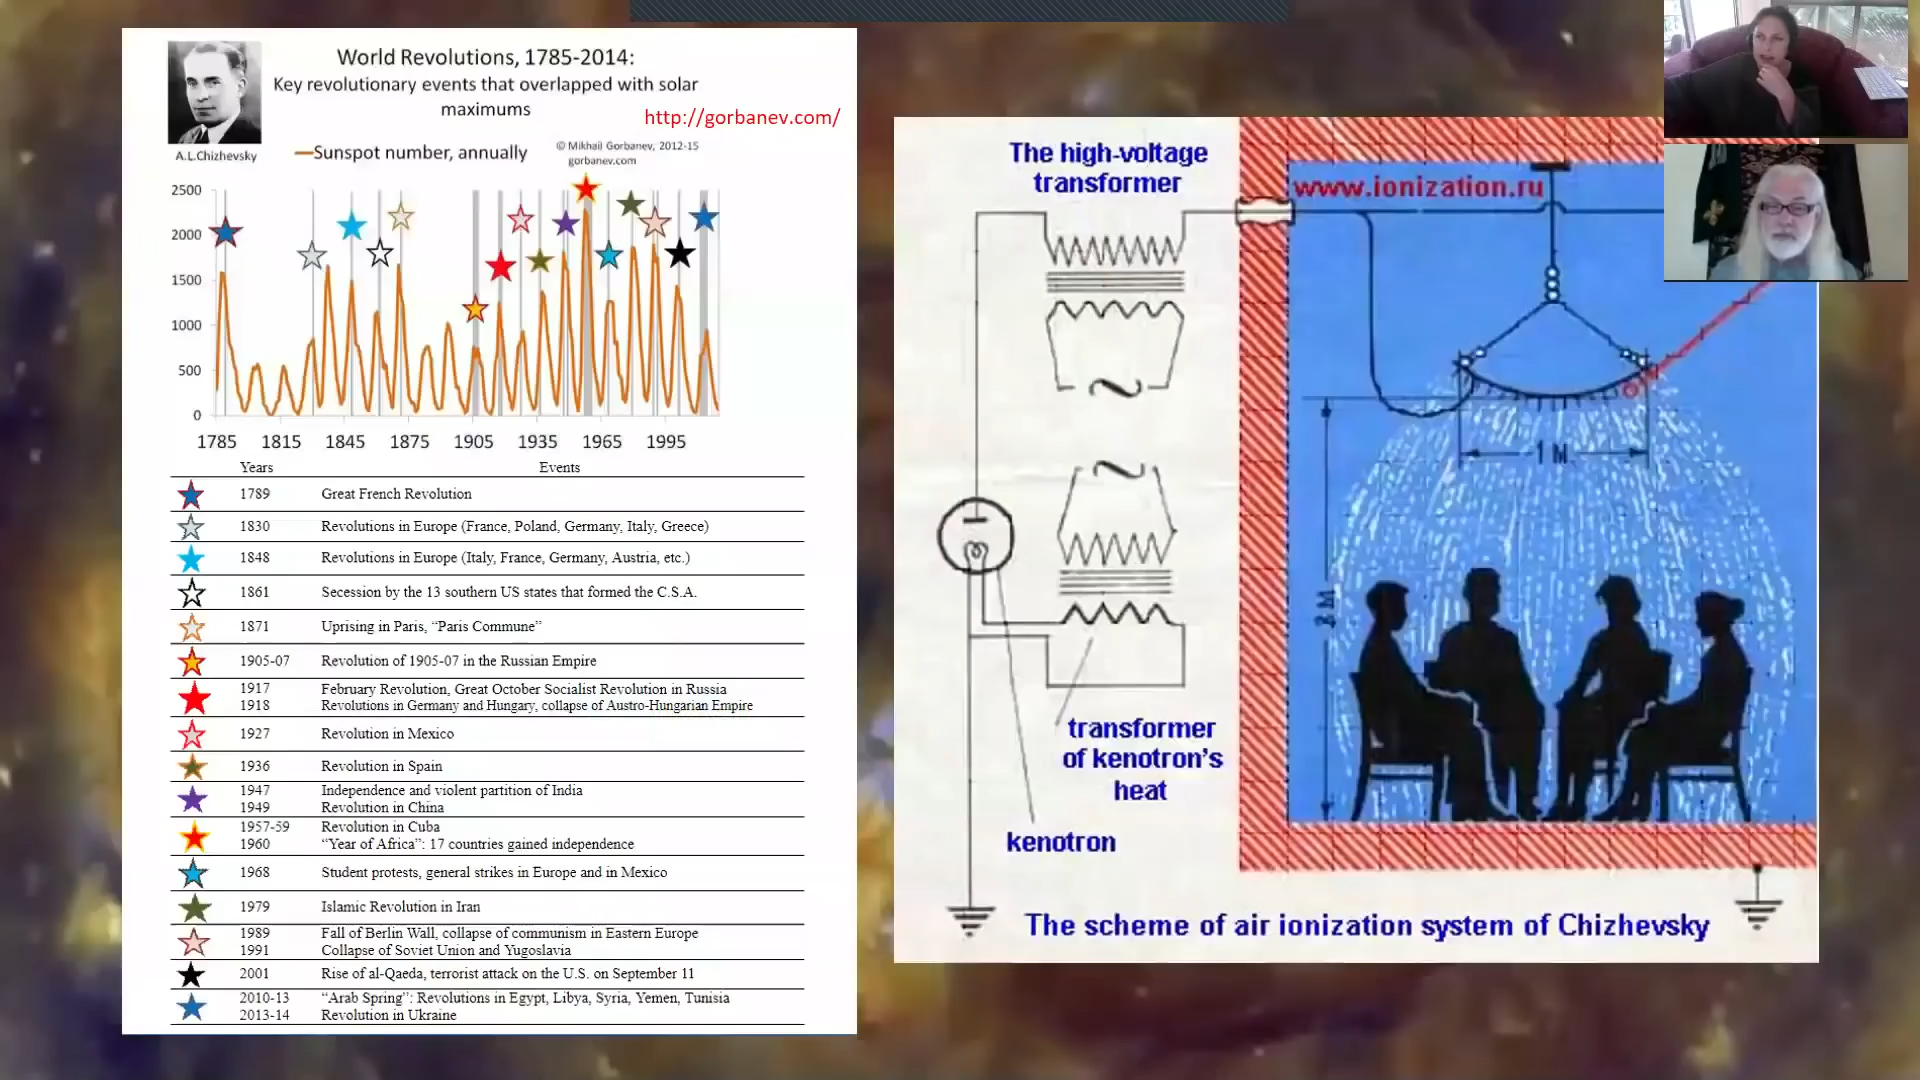 World Revolutions, 1785-2014:
Key revolutionary events that overlapped with solar
maximums
http://gorbanev.com/
A.L.Chizhevsky
Sunspot number, annually
© Mikhail Gorbanev, 2012-15
gorbanev.com
2500
2000
1500
1000
500
0
1785 1815 1845 1875 1905 1935 1965 1995
Years Events
1789 Great French Revolution
1830 Revolutions in Europe (France, Poland, Germany, Italy, Greece)
1848 Revolutions in Europe (Italy, France, Germany, Austria, etc.)
1861 Secession by the 13 southern US states that formed the C.S.A.
1871 Uprising in Paris, “Paris Commune”
1905-07 Revolution of 1905-07 in the Russian Empire
1917 February Revolution, Great October Socialist Revolution in Russia
1918 Revolutions in Germany and Hungary, collapse of Austro-Hungarian Empire
1927 Revolution in Mexico
1936 Revolution in Spain
1947 Independence and violent partition of India
1949 Revolution in China
1957-59 Revolution in Cuba
1960 “Year of Africa”: 17 countries gained independence
1968 Student protests, general strikes in Europe and in Mexico
1979 Islamic Revolution in Iran
1989 Fall of Berlin Wall, collapse of communism in Eastern Europe
1991 Collapse of Soviet Union and Yugoslavia
2001 Rise of al-Qaeda, terrorist attack on the U.S. on September 11
2010-13 “Arab Spring”: Revolutions in Egypt, Libya, Syria, Yemen, Tunisia
2013-14 Revolution in Ukraine
The high-voltage
transformer
www.ionization.ru
1 M
transformer
of kenotron's
heat
kenotron
The scheme of air ionization system of Chizhevsky